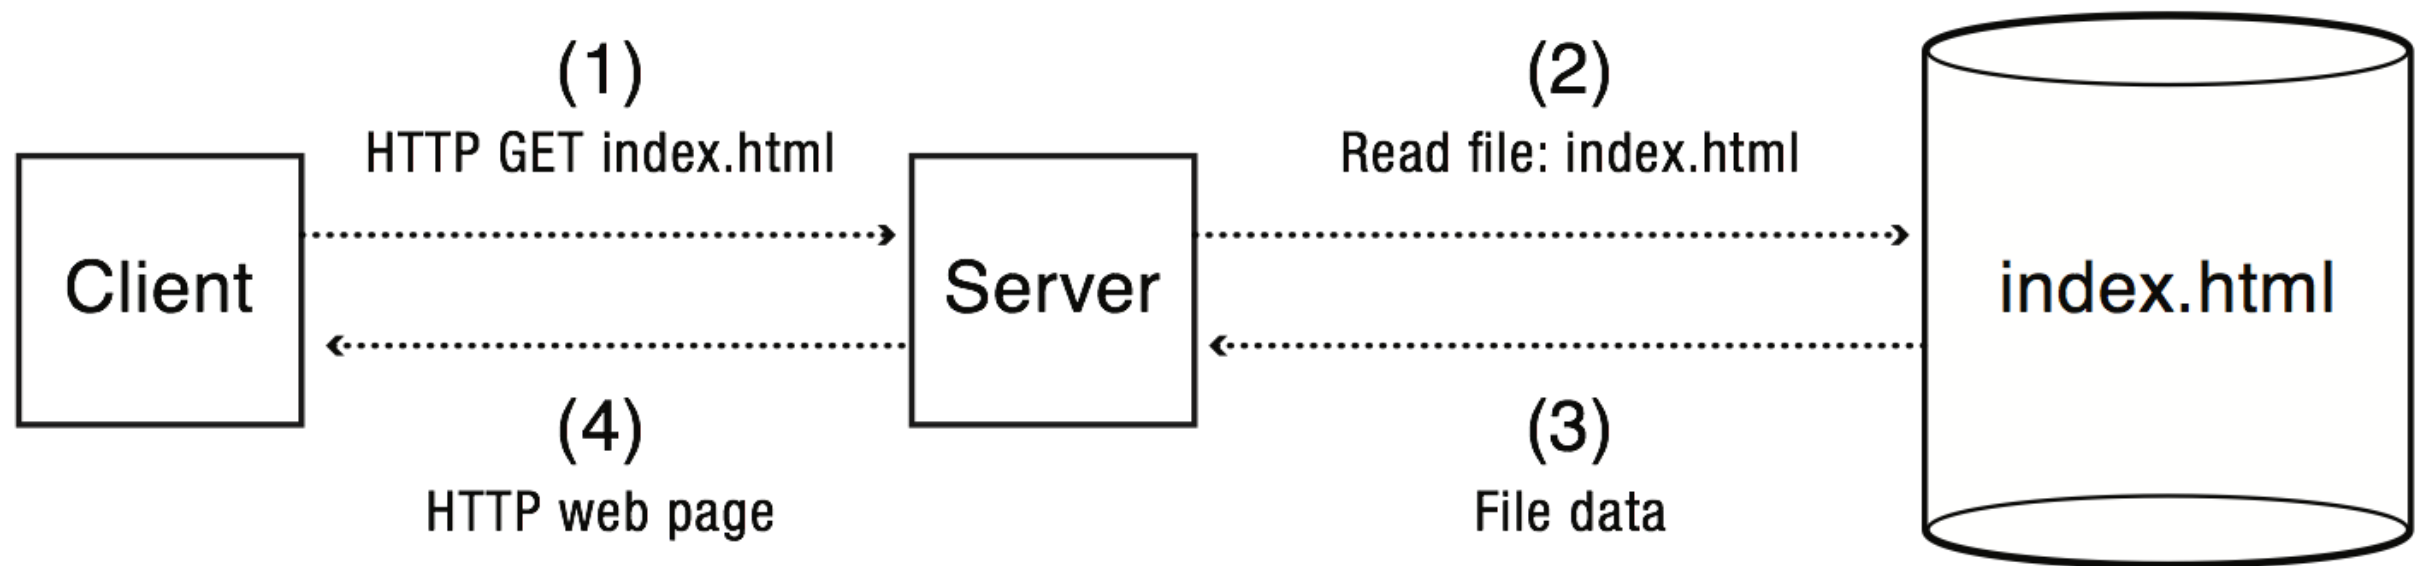 (1)
HTTP GET index.html
(2)
Read file: index.html
Client
Server
index.html
(4)
HTTP web page
(3)
File data